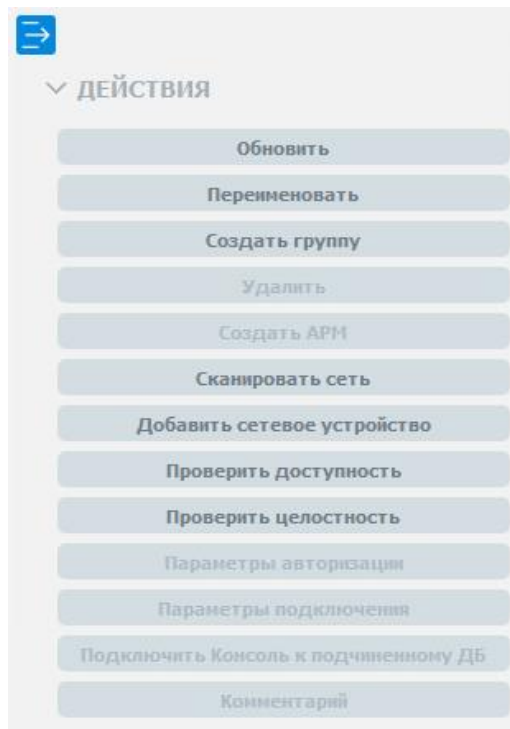 ДЕЙСТВИЯ
Обновить
Переименовать
Создать группу
Удалить
Создать АРМ
Сканировать сеть
Добавить сетевое устройство
Проверить доступность
Проверить целостность
Параметры авторизации
Параметры подключения
Подключить Консоль к подчиненному ДБ
Комментарий